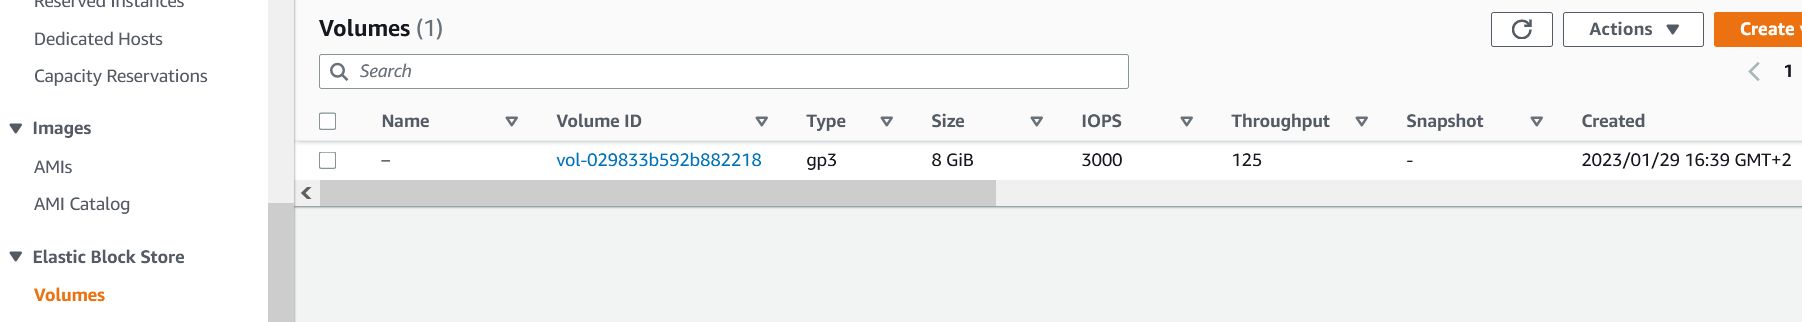 Reserved Instances
Dedicated Hosts
Capacity Reservations
Images
AMIs
AMI Catalog
Elastic Block Store
Volumes
Volumes (1)
Actions
Create
Search
1
Name Volume ID Type Size IOPS Throughput Snapshot Created
– vol-029833b592b882218 gp3 8 GiB 3000 125 - 2023/01/29 16:39 GMT+2